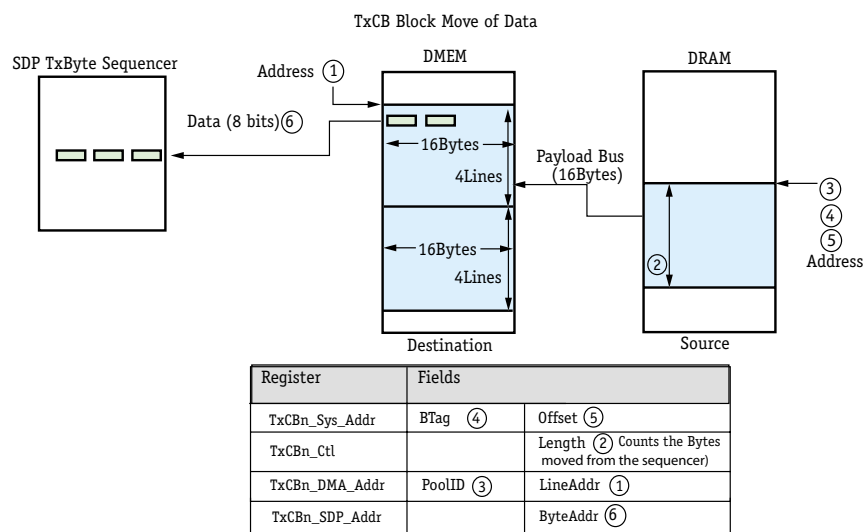 TxCB Block Move of Data
SDP TxByte Sequencer
DMEM
DRAM
Address 1
Data (8 bits) 6
16Bytes
4Lines
Payload Bus
(16Bytes)
3
4
5
Address
2
16Bytes
4Lines
Destination
Source
Register Fields
TxCBn_Sys_Addr BTag 4 Offset 5
TxCBn_Ctl Length 2 Counts the Bytes
moved from the sequencer)
TxCBn_DMA_Addr PoolID 3 LineAddr 1
TxCBn_SDP_Addr ByteAddr 6